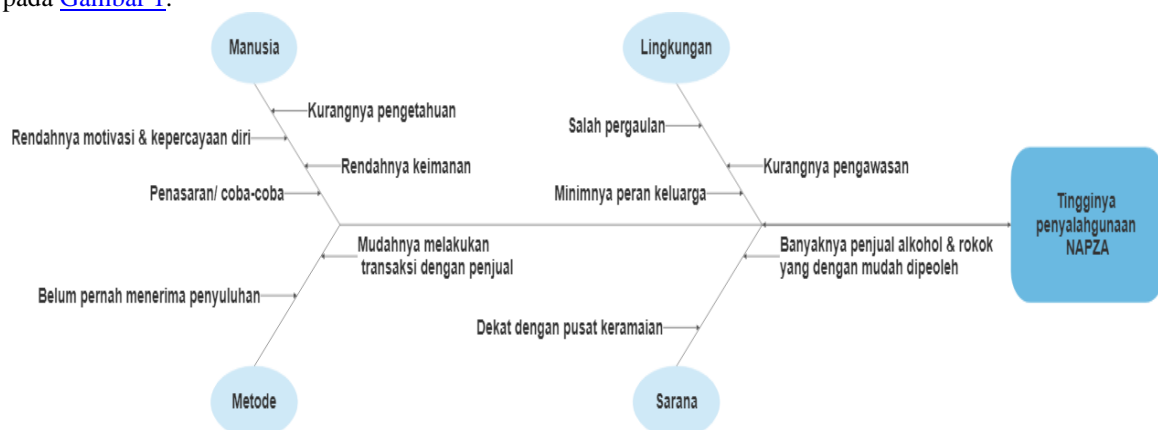 pada Gambar 1.
Manusia
Lingkungan
Kurangnya pengetahuan
Rendahnya motivasi & kepercayaan diri
Rendahnya keimanan
Penasaran/ coba-coba
Salah pergaulan
Kurangnya pengawasan
Minimnya peran keluarga
Tingginya
penyalahgunaan
NAPZA
Mudahnya melakukan
transaksi dengan penjual
Belum pernah menerima penyuluhan
Banyaknya penjual alkohol & rokok
yang dengan mudah dipeoleh
Dekat dengan pusat keramaian
Metode
Sarana